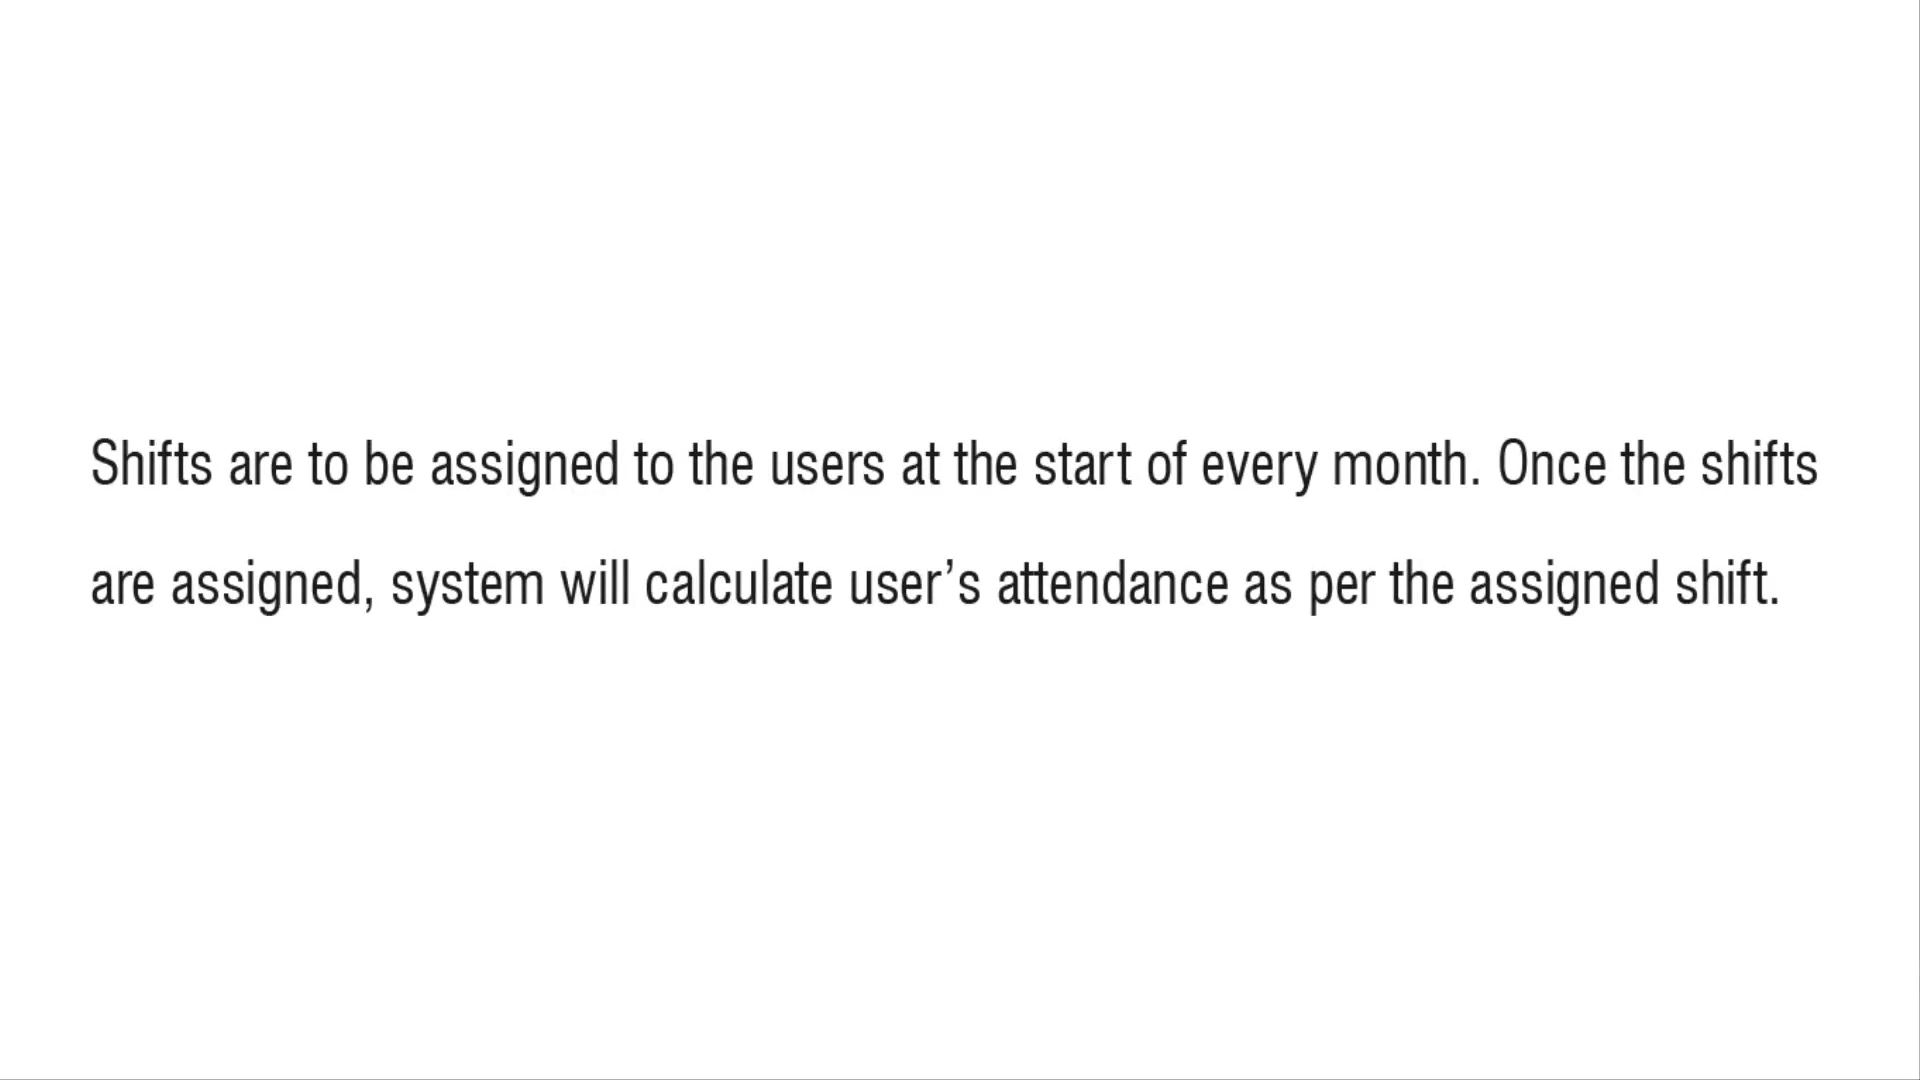 Shifts are to be assigned to the users at the start of every month. Once the shifts
are assigned, system will calculate user’s attendance as per the assigned shift.